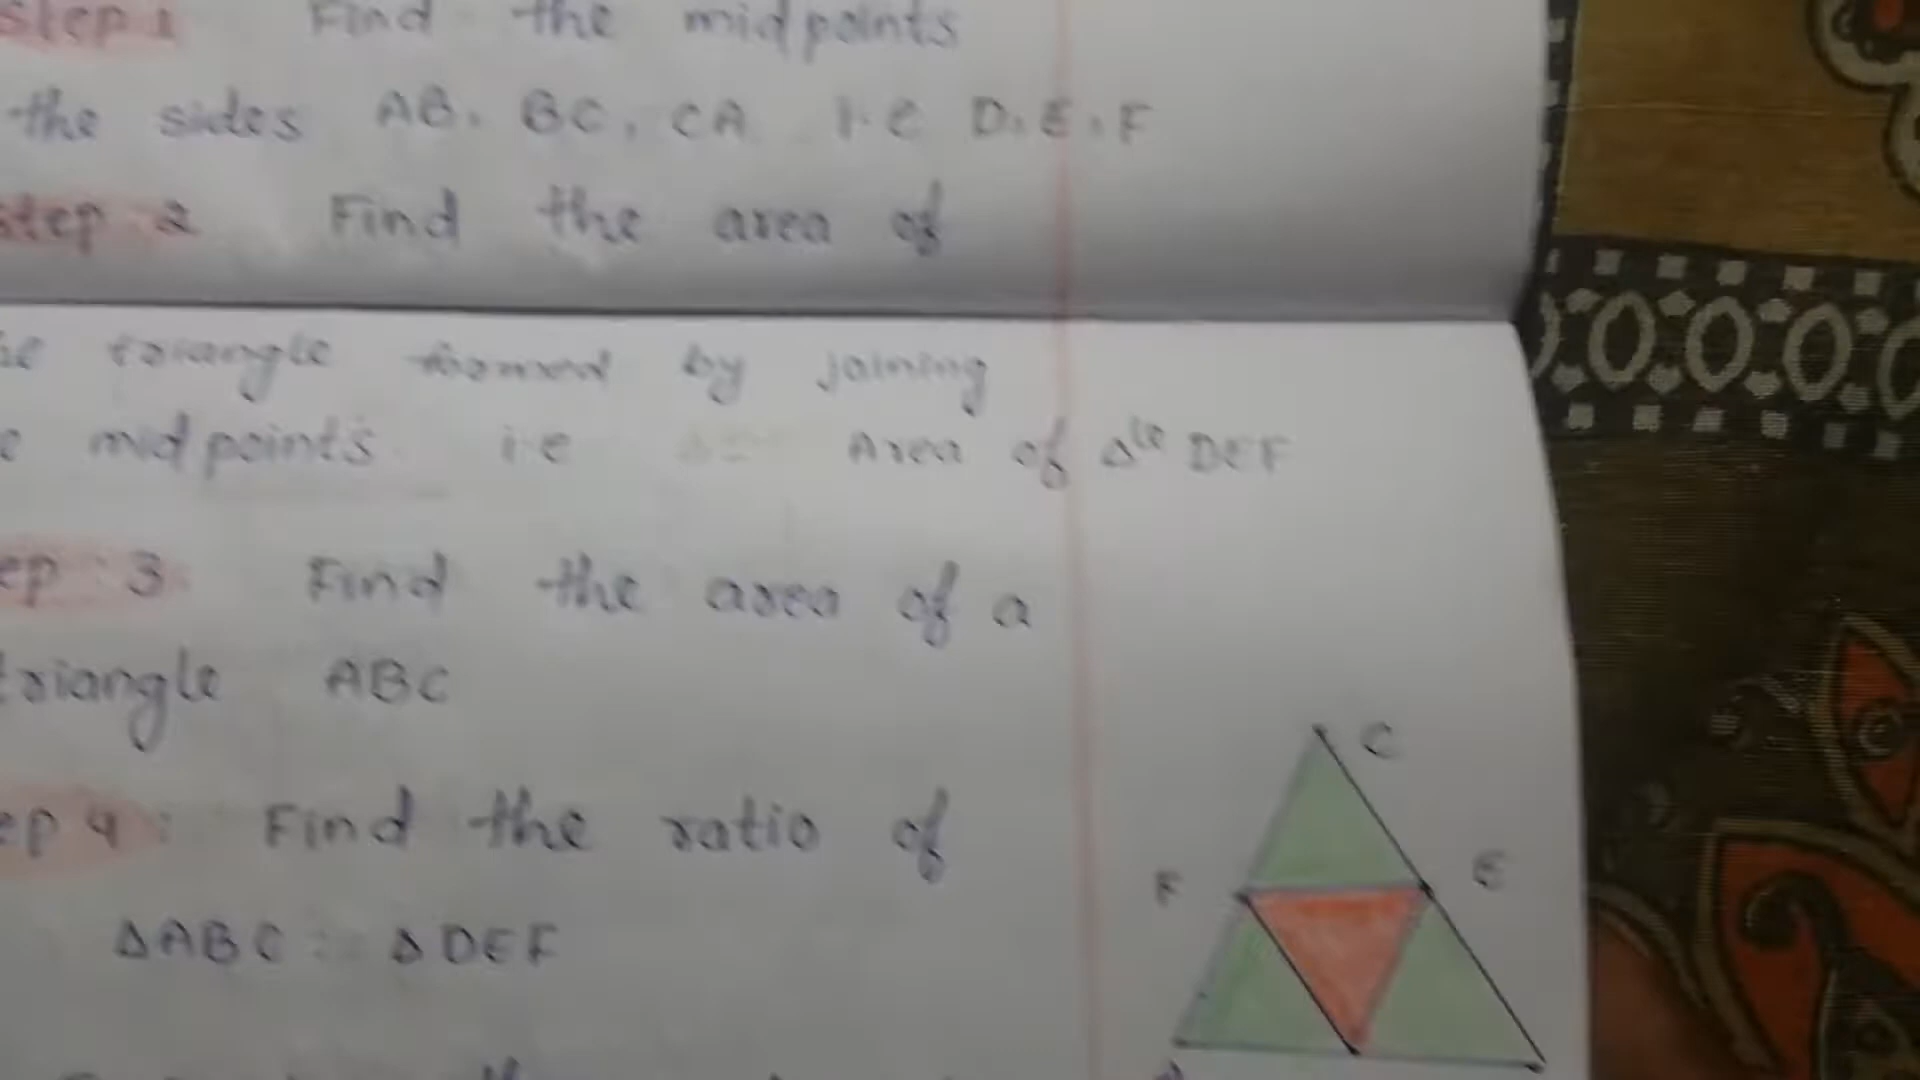 Step 1 Find the midpoints
the sides AB, BC, CA i.e D, E, F
Step 2 Find the area of
he triangle formed by joining
e midpoints i.e Area of Δle DEF
ep : 3 Find the area of a
triangle ABC
ep 4 : Find the ratio of
ΔABC : ΔDEF
C
F E